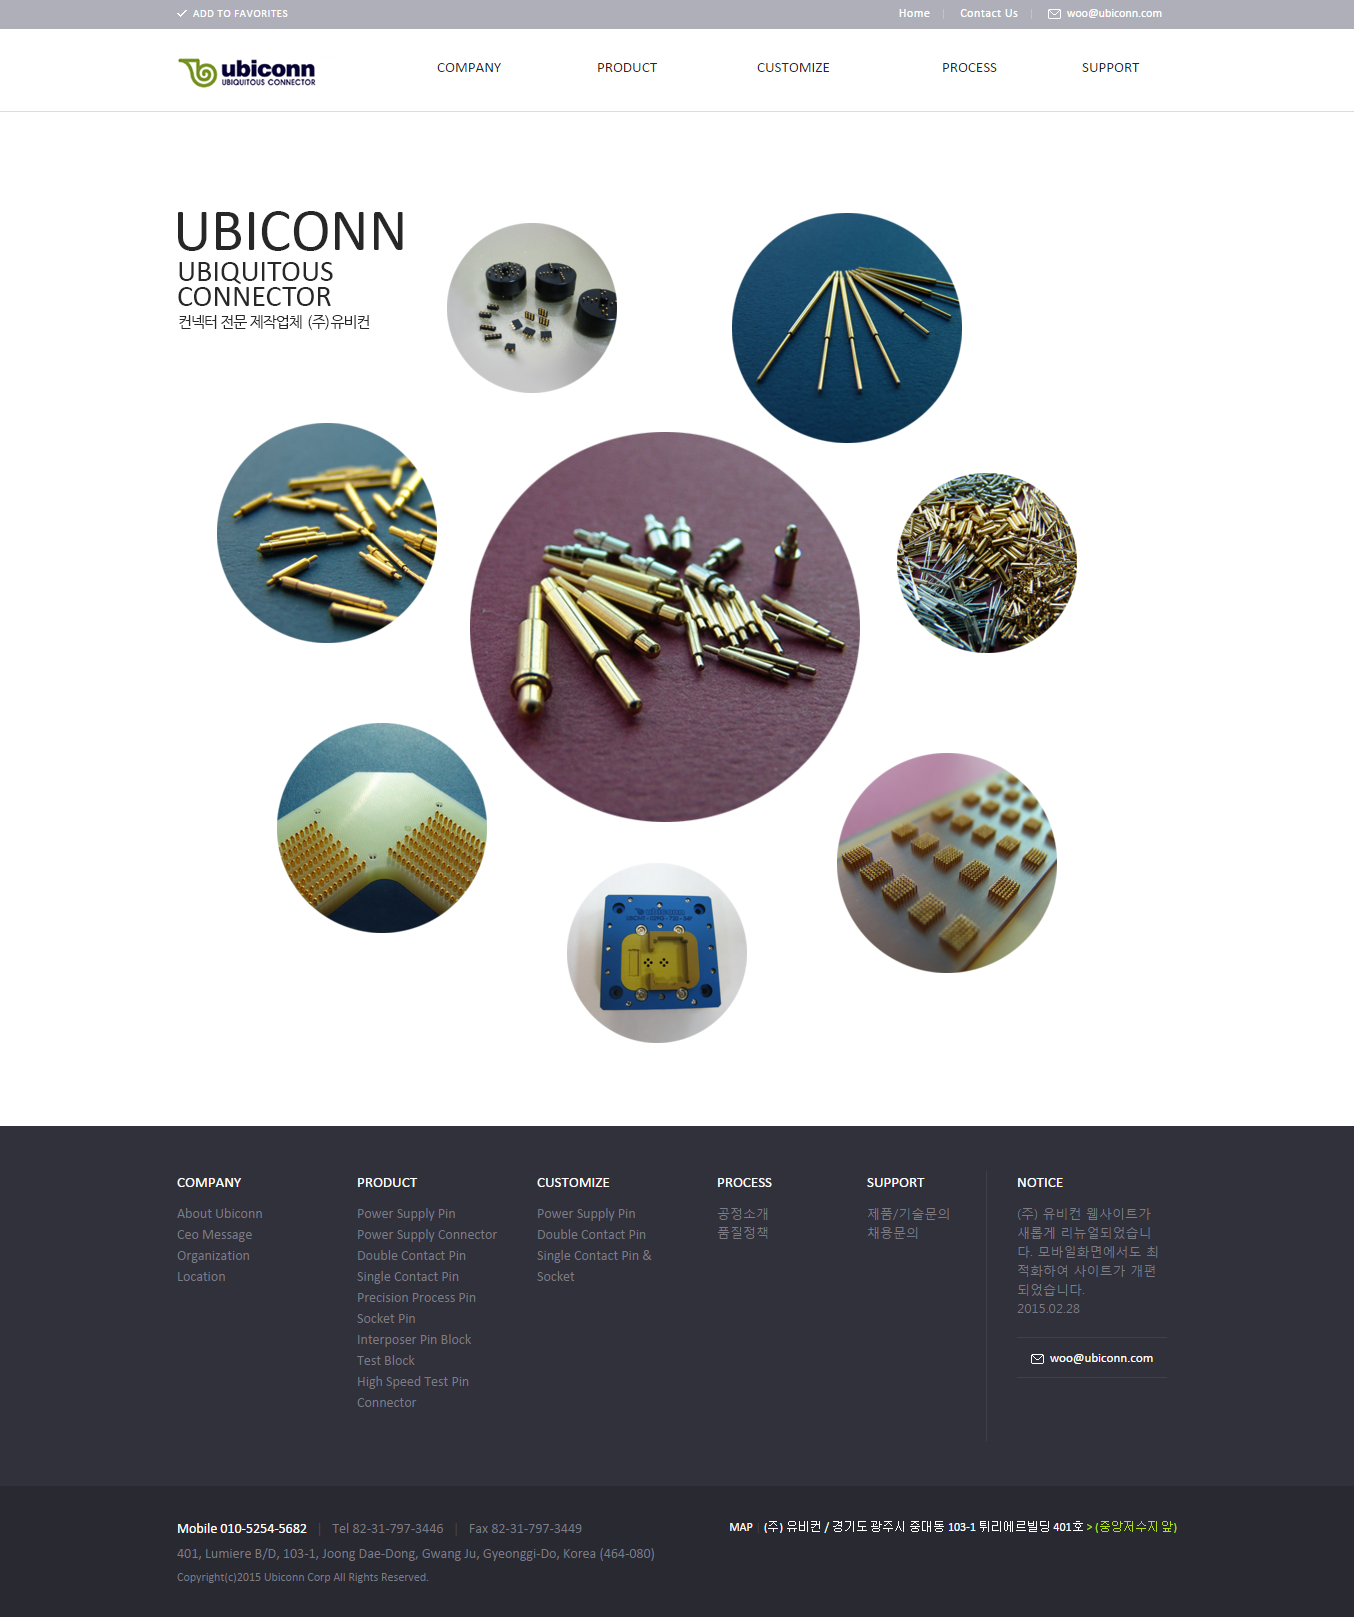 ADD TO FAVORITES
Home
Contact Us
woo@ubiconn.com
ubiconn
UBIQUITOUS CONNECTOR
COMPANY
PRODUCT
CUSTOMIZE
PROCESS
SUPPORT
UBICONN
UBIQUITOUS
CONNECTOR
컨넥터 전문 제작업체 (주)유비컨
ubiconn
COMPANY
About Ubiconn
Ceo Message
Organization
Location
PRODUCT
Power Supply Pin
Power Supply Connector
Double Contact Pin
Single Contact Pin
Precision Process Pin
Socket Pin
Interposer Pin Block
Test Block
High Speed Test Pin
Connector
CUSTOMIZE
Power Supply Pin
Double Contact Pin
Single Contact Pin &
Socket
PROCESS
공정소개
품질정책
SUPPORT
제품/기술문의
채용문의
NOTICE
(주) 유비컨 웹사이트가
새롭게 리뉴얼되었습니
다. 모바일화면에서도 최
적화하여 사이트가 개편
되었습니다.
2015.02.28
woo@ubiconn.com
Mobile 010-5254-5682 | Tel 82-31-797-3446 | Fax 82-31-797-3449
401, Lumiere B/D, 103-1, Joong Dae-Dong, Gwang Ju, Gyeonggi-Do, Korea (464-080)
Copyright(c)2015 Ubiconn Corp All Rights Reserved.
MAP | (주) 유비컨 / 경기도 광주시 중대동 103-1 뤼리에르빌딩 401호 > (중앙저수지 앞)